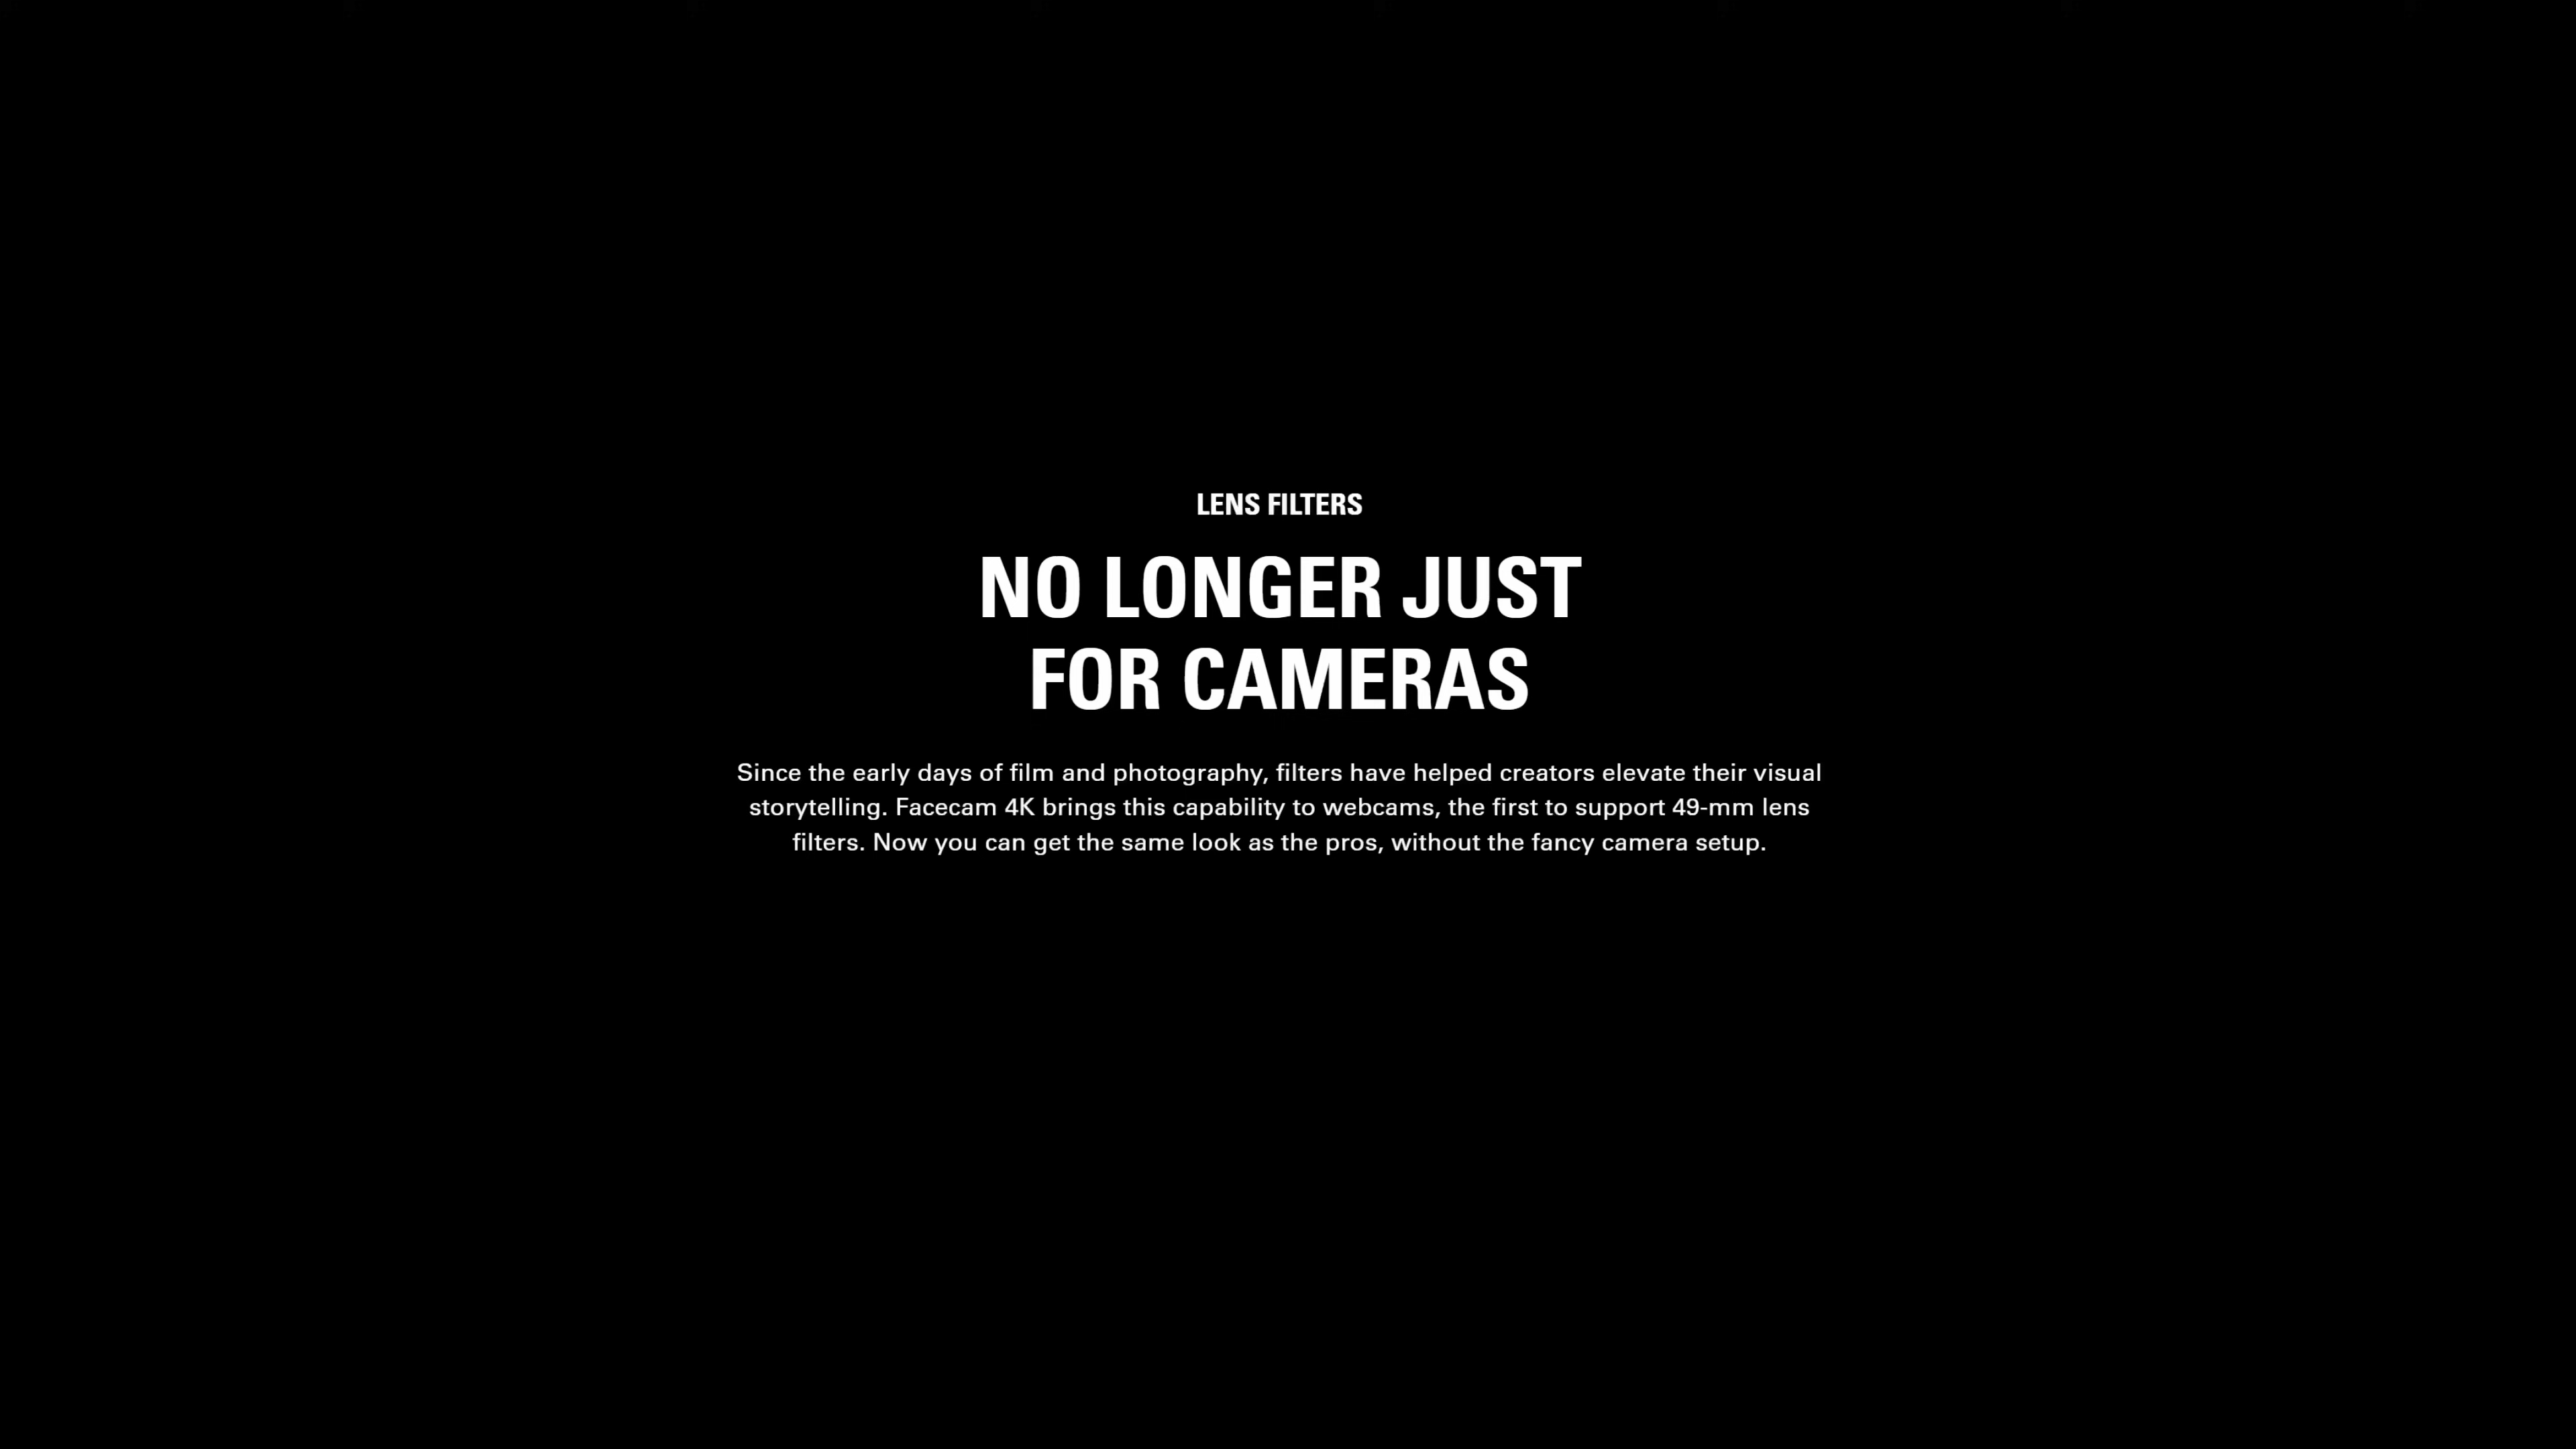 LENS FILTERS
NO LONGER JUST
FOR CAMERAS
Since the early days of film and photography, filters have helped creators elevate their visual
storytelling. Facecam 4K brings this capability to webcams, the first to support 49-mm lens
filters. Now you can get the same look as the pros, without the fancy camera setup.